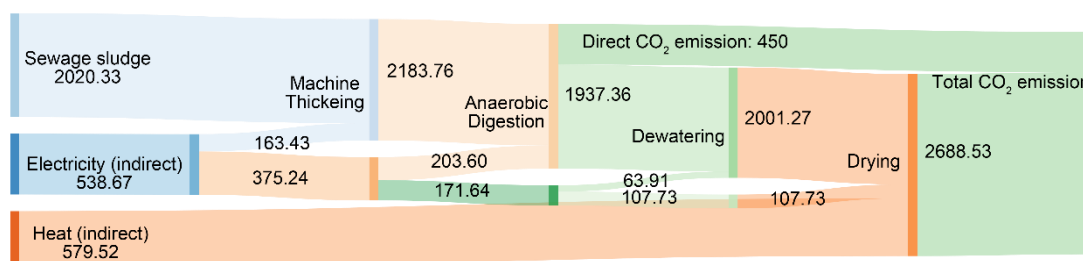 Sewage sludge
2020.33
Electricity (indirect)
538.67
Heat (indirect)
579.52
Machine
Thickeing
163.43
375.24
2183.76
203.60
171.64
Anaerobic
Digestion
Direct CO₂ emission: 450
1937.36
63.91
107.73
Dewatering
2001.27
107.73
Drying
Total CO₂ emission
2688.53